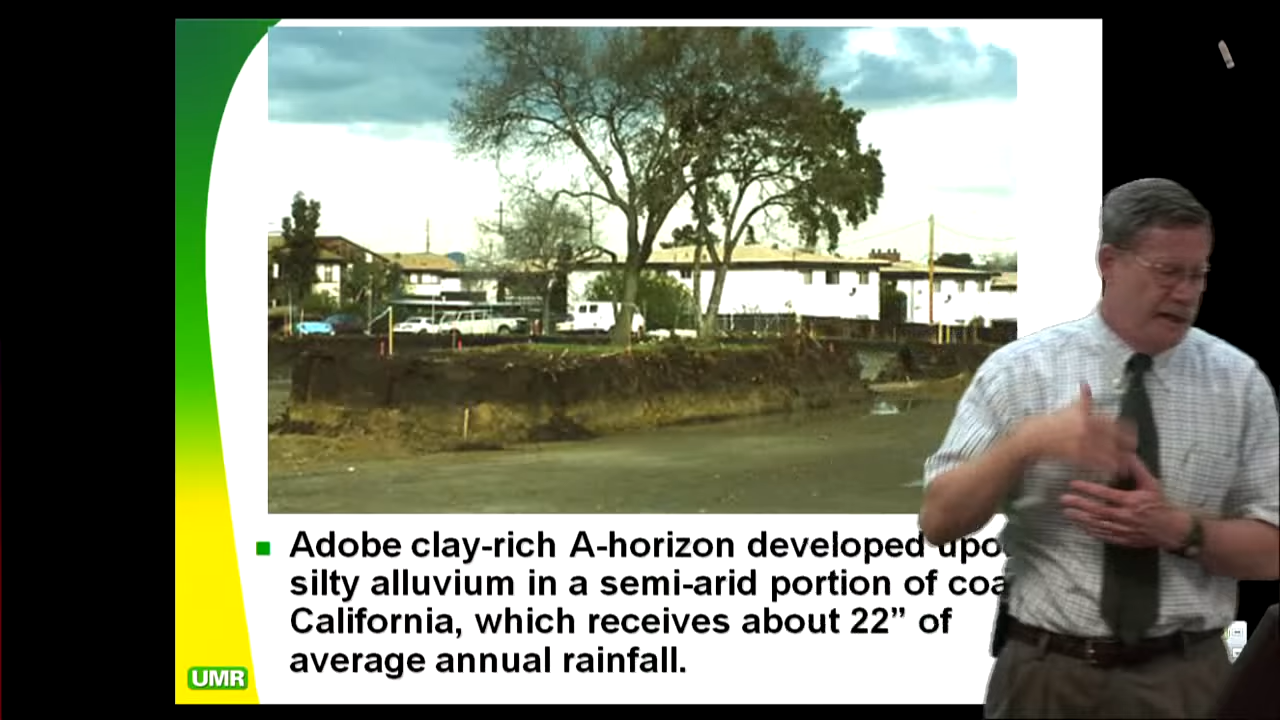 Adobe clay-rich A-horizon developed
silty alluvium in a semi-arid portion of
California, which receives about 22” of
average annual rainfall.
UMR